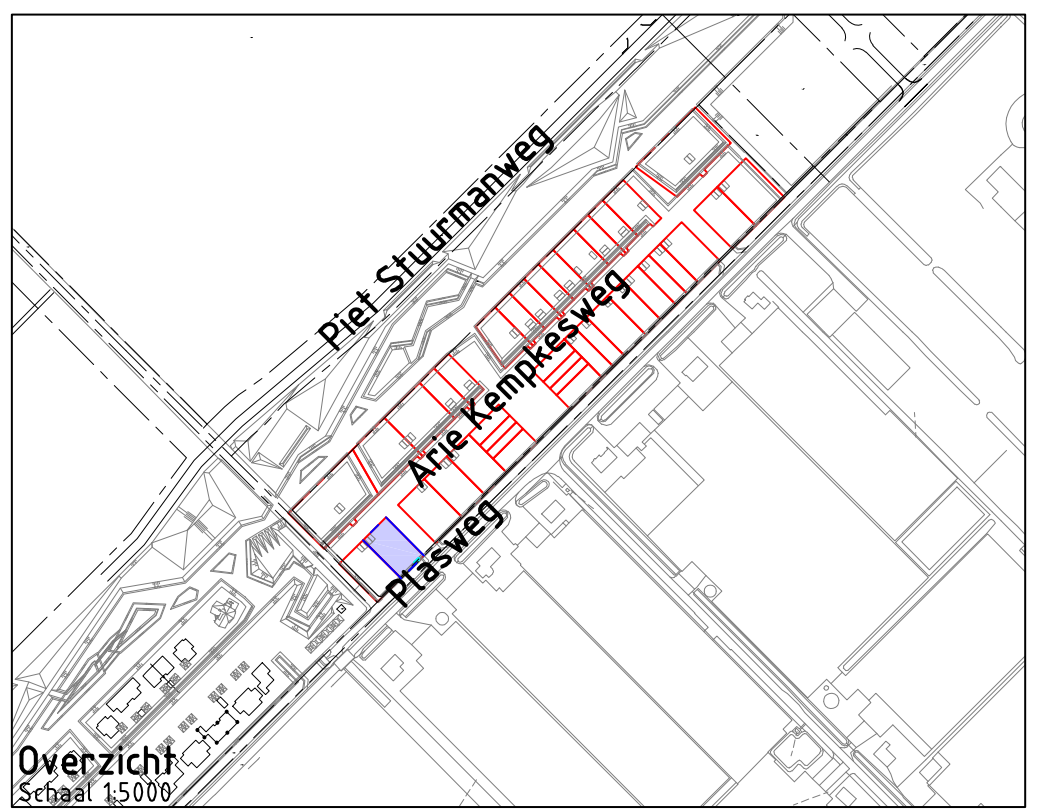 Piet Stuurmanweg
Arie Kempkesweg
Plasweg
Overzicht
Schaal 1:5000